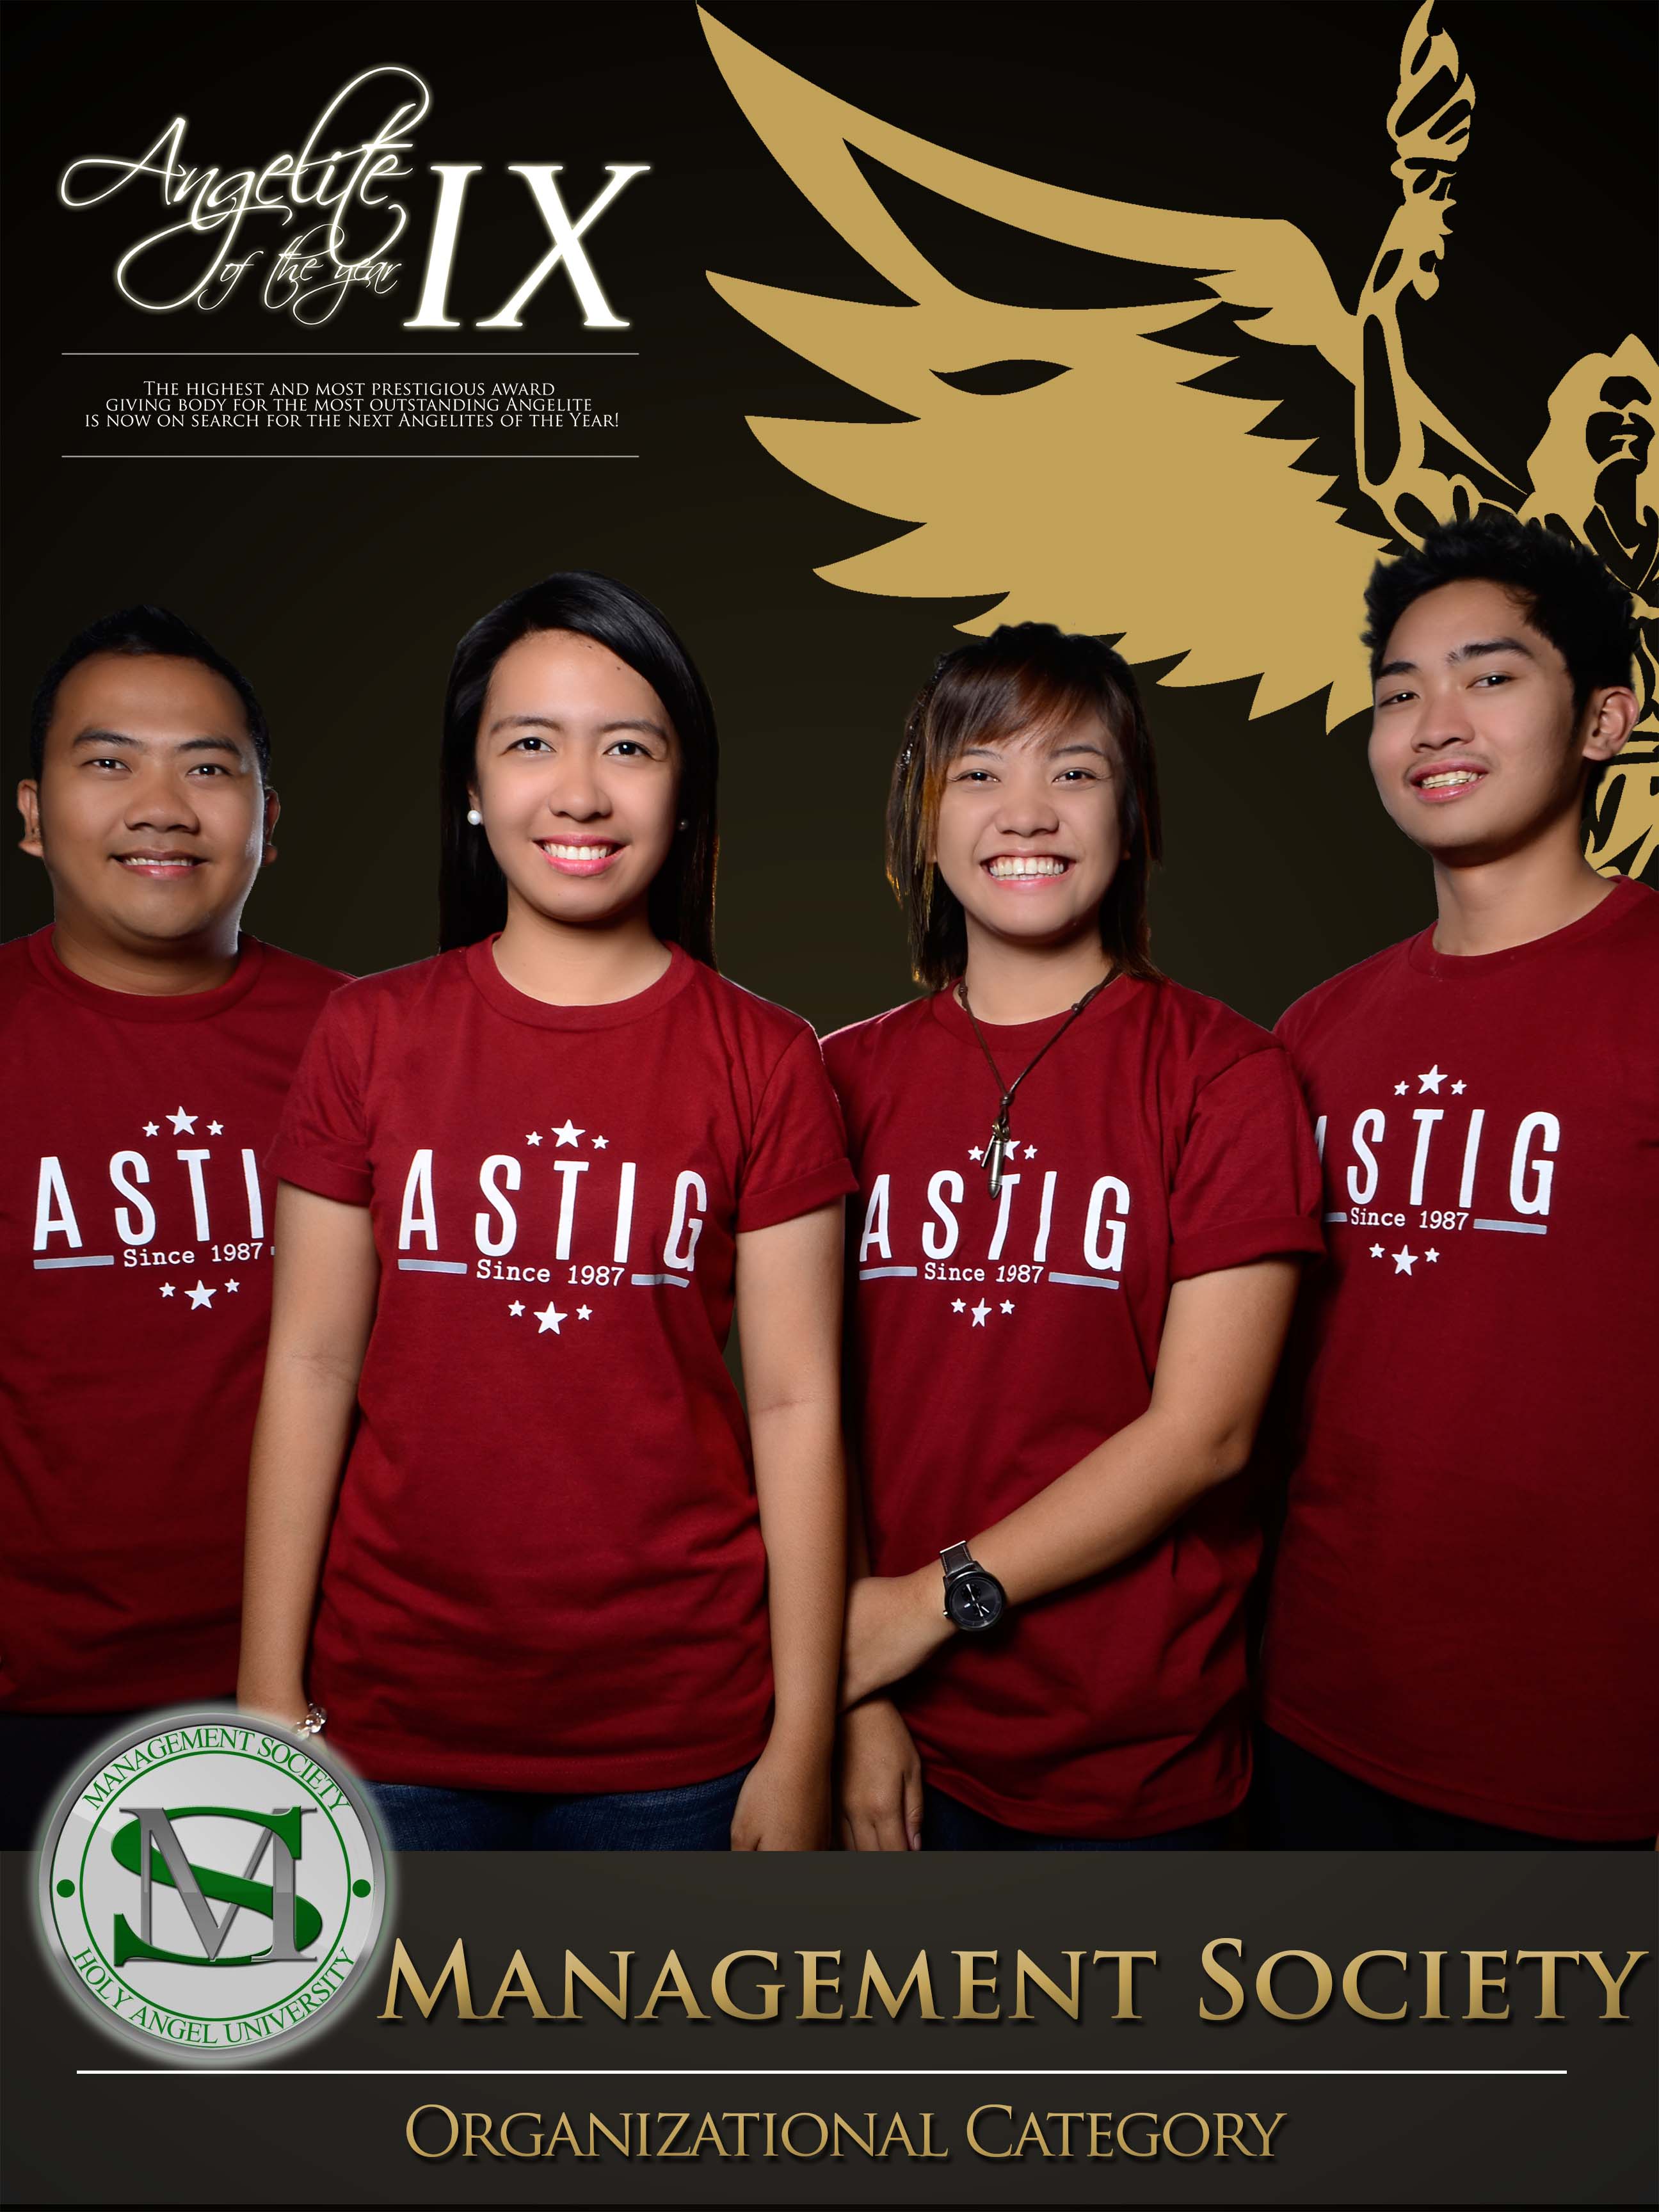 Angelite
of the year
IX
THE HIGHEST AND MOST PRESTIGIOUS AWARD
GIVING BODY FOR THE MOST OUTSTANDING ANGELITE
IS NOW ON SEARCH FOR THE NEXT ANGELITES OF THE YEAR!
ASTI
Since 1987
ASTIG
Since 1987
ASTIG
Since 1987
STIG
Since 1987
MANAGEMENT SOCIETY
MS
HOLY ANGEL UNIVERSITY
MANAGEMENT SOCIETY
ORGANIZATIONAL CATEGORY